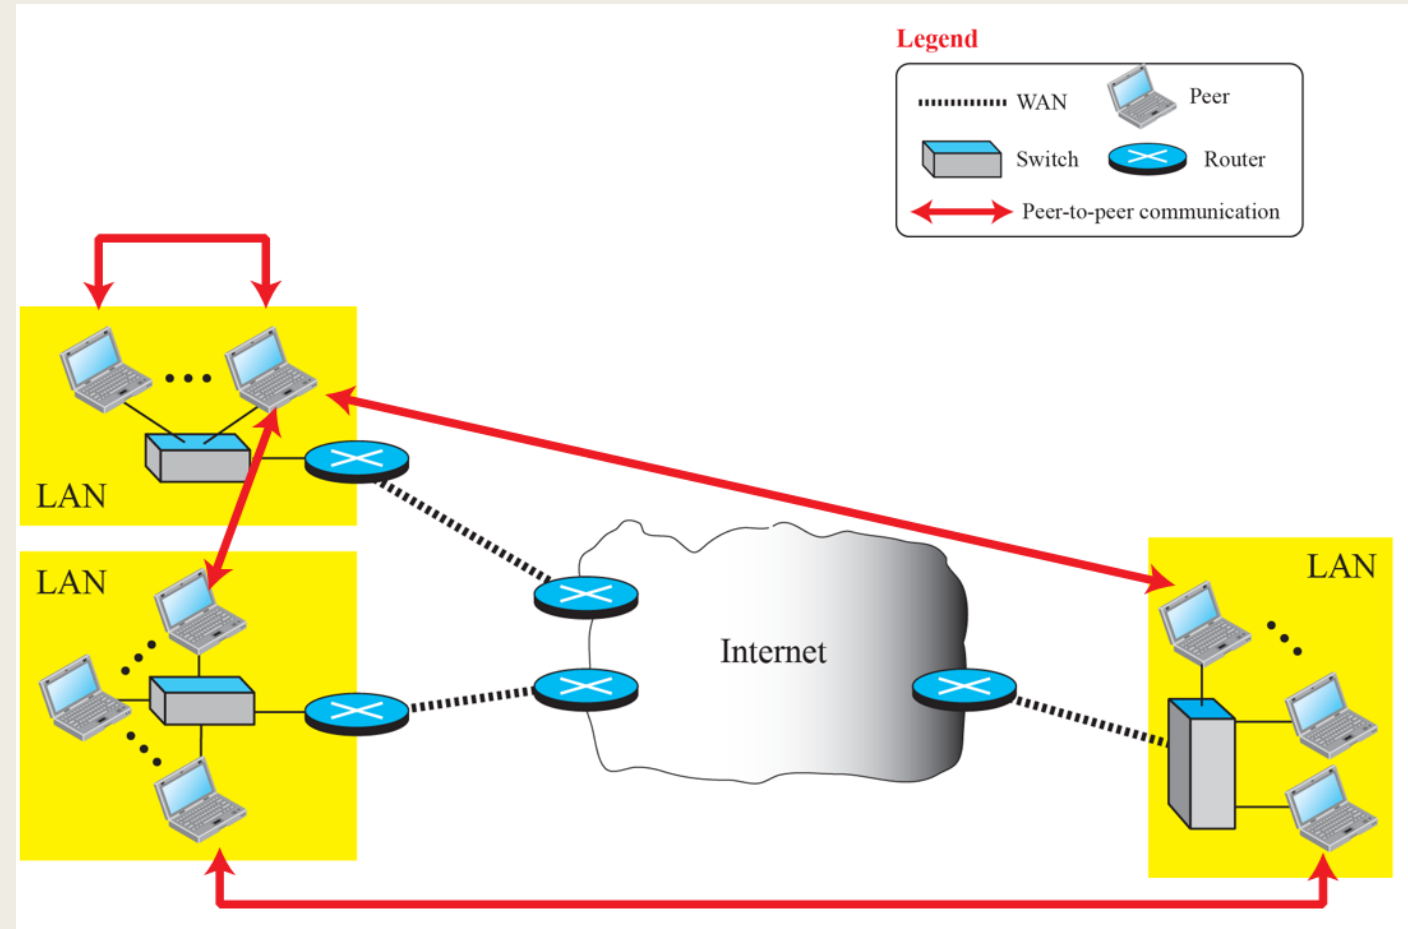 Legend
WAN
Peer
Switch
Router
Peer-to-peer communication
LAN
LAN
Internet
LAN